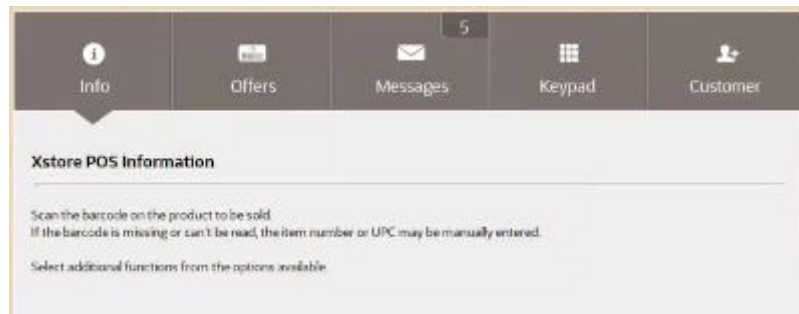 5
Info
Offers
Messages
Keypad
Customer
Xstore POS Information
Scan the barcode on the product to be sold.
If the barcode is missing or can't be read, the item number or UPC may be manually entered.
Select additional functions from the options available.